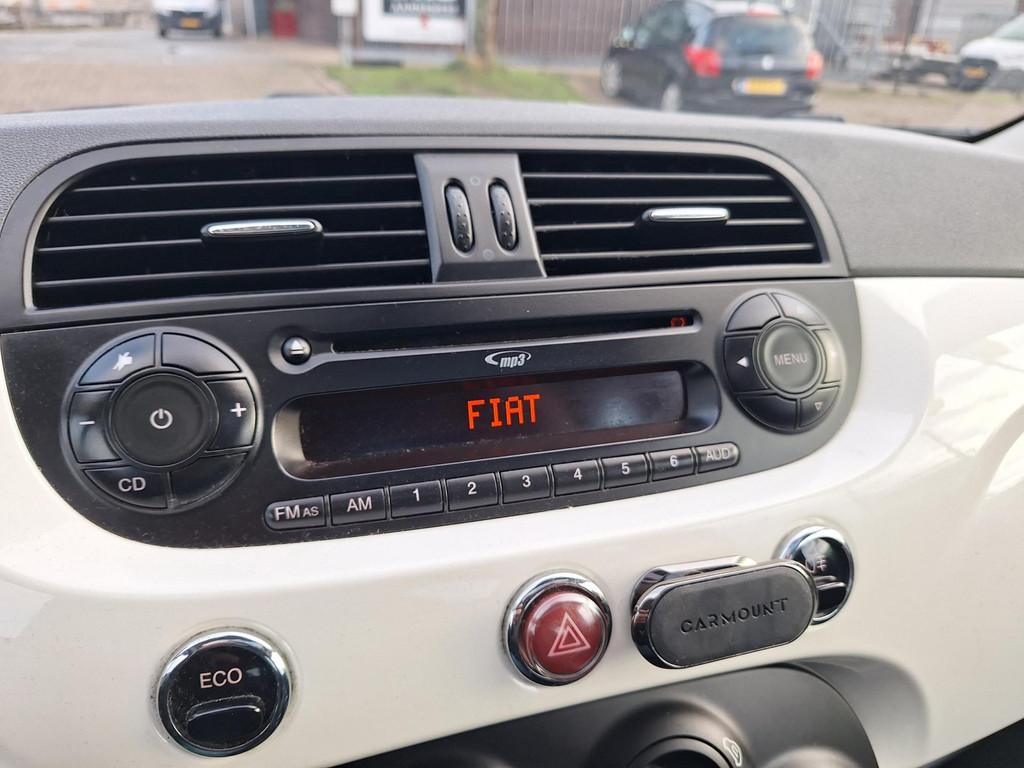 mp3
FIAT
MENU
+
−
CD
FM AS
AM
1
2
3
4
5
6
AUD
CARMOUNT
ECO